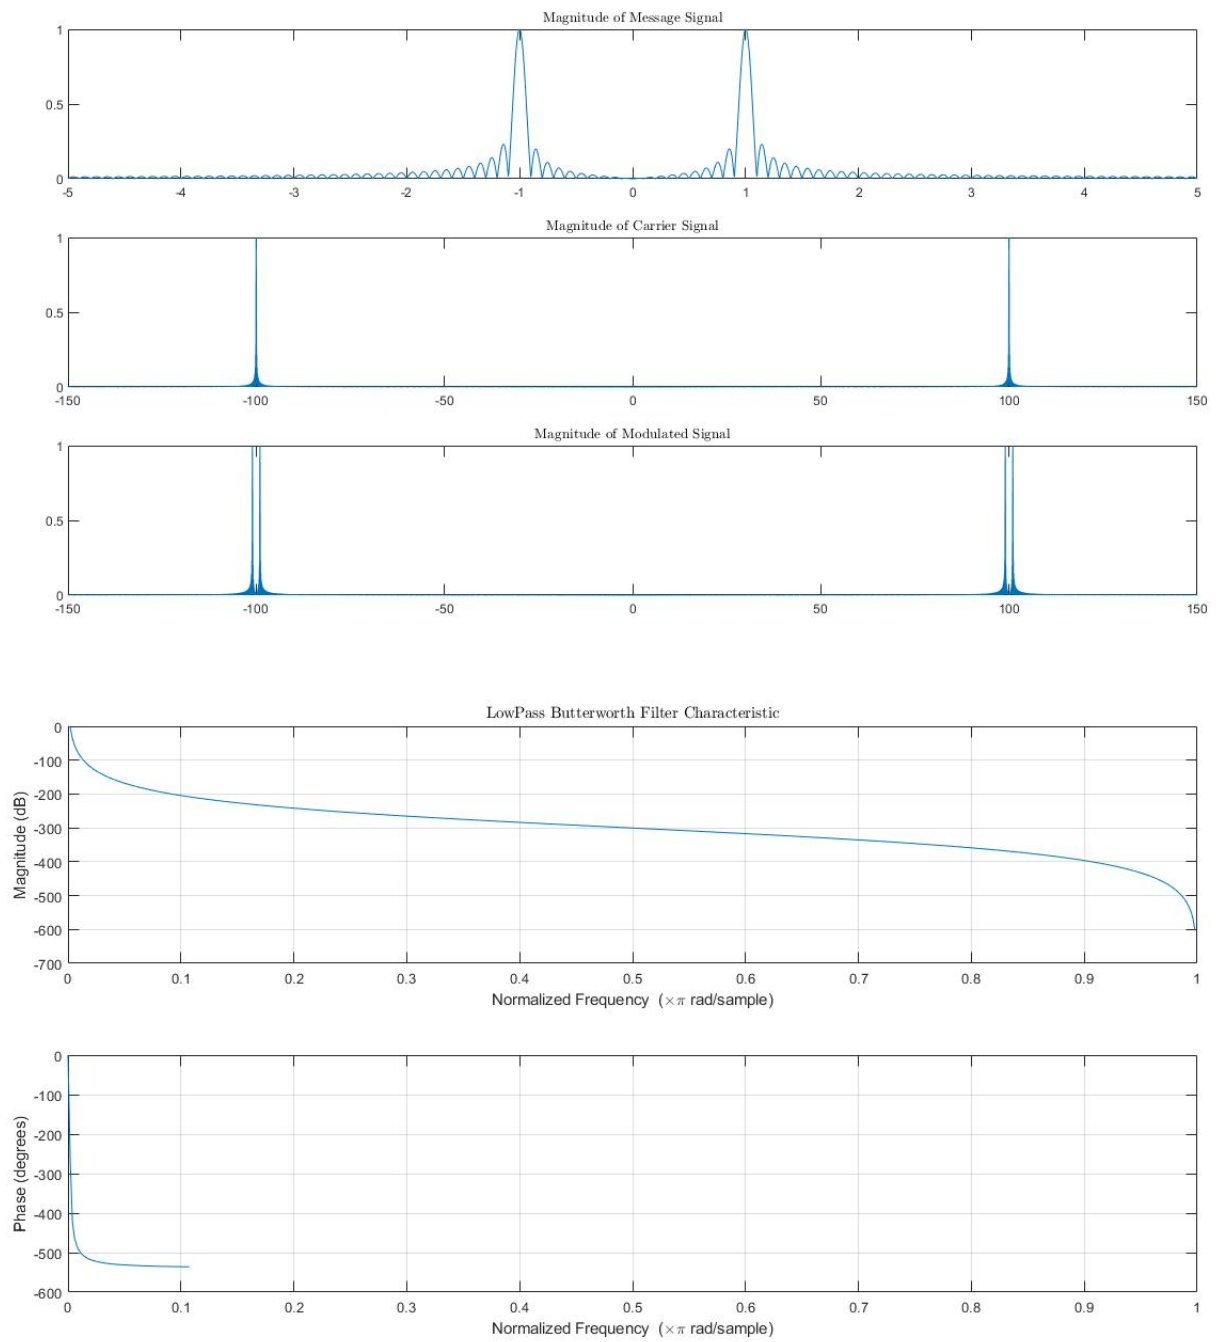 Magnitude of Message Signal
1
0.5
0
-5 -4 -3 -2 -1 0 1 2 3 4 5
Magnitude of Carrier Signal
1
0.5
0
-150 -100 -50 0 50 100 150
Magnitude of Modulated Signal
1
0.5
0
-150 -100 -50 0 50 100 150
LowPass Butterworth Filter Characteristic
Magnitude (dB)
0
-100
-200
-300
-400
-500
-600
-700
0 0.1 0.2 0.3 0.4 0.5 0.6 0.7 0.8 0.9 1
Normalized Frequency (×π rad/sample)
Phase (degrees)
0
-100
-200
-300
-400
-500
-600
0 0.1 0.2 0.3 0.4 0.5 0.6 0.7 0.8 0.9 1
Normalized Frequency (×π rad/sample)